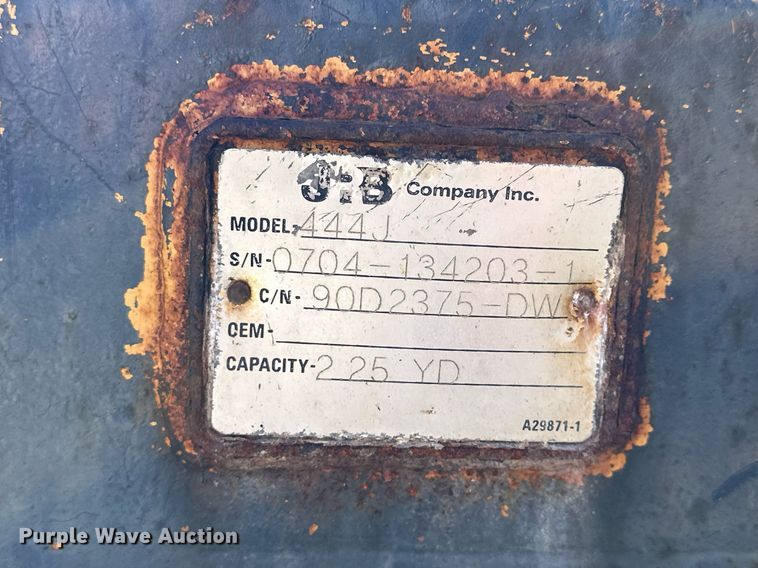 JRB Company Inc.
MODEL- 444J
S/N- 0704-134203-1
C/N- 90D2375-DW
CEM-
CAPACITY- 2.25 YD
A29871-1
Purple Wave Auction